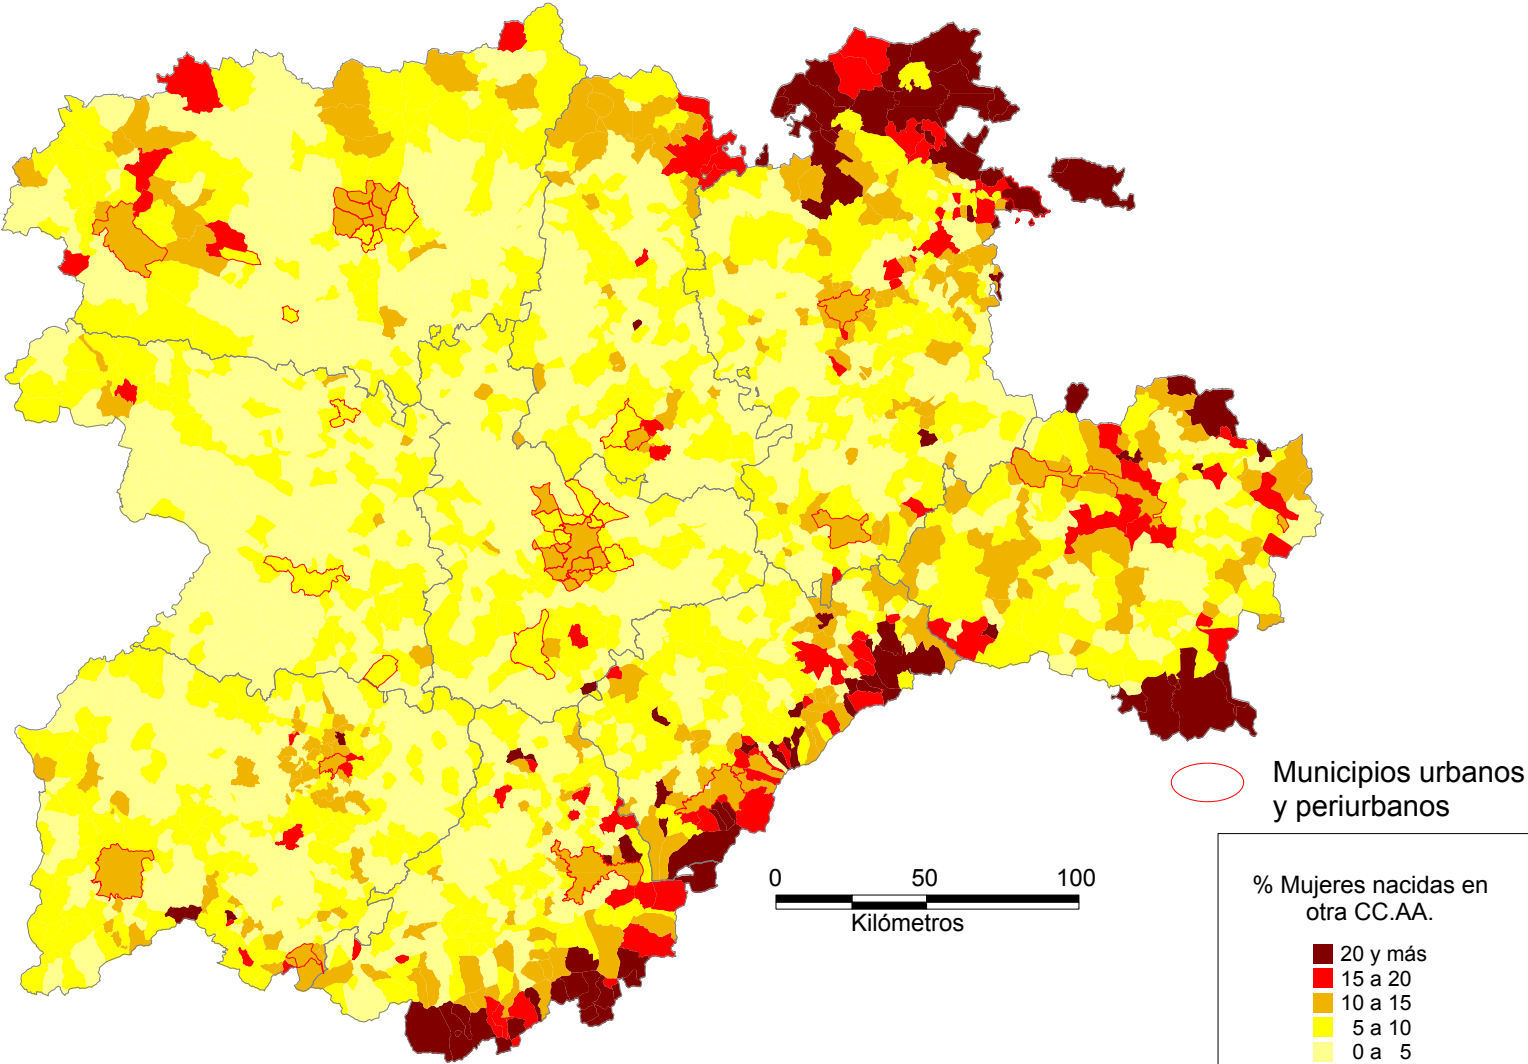 Municipios urbanos
y periurbanos
0 50 100
Kilómetros
% Mujeres nacidas en
otra CC.AA.
20 y más
15 a 20
10 a 15
5 a 10
0 a 5